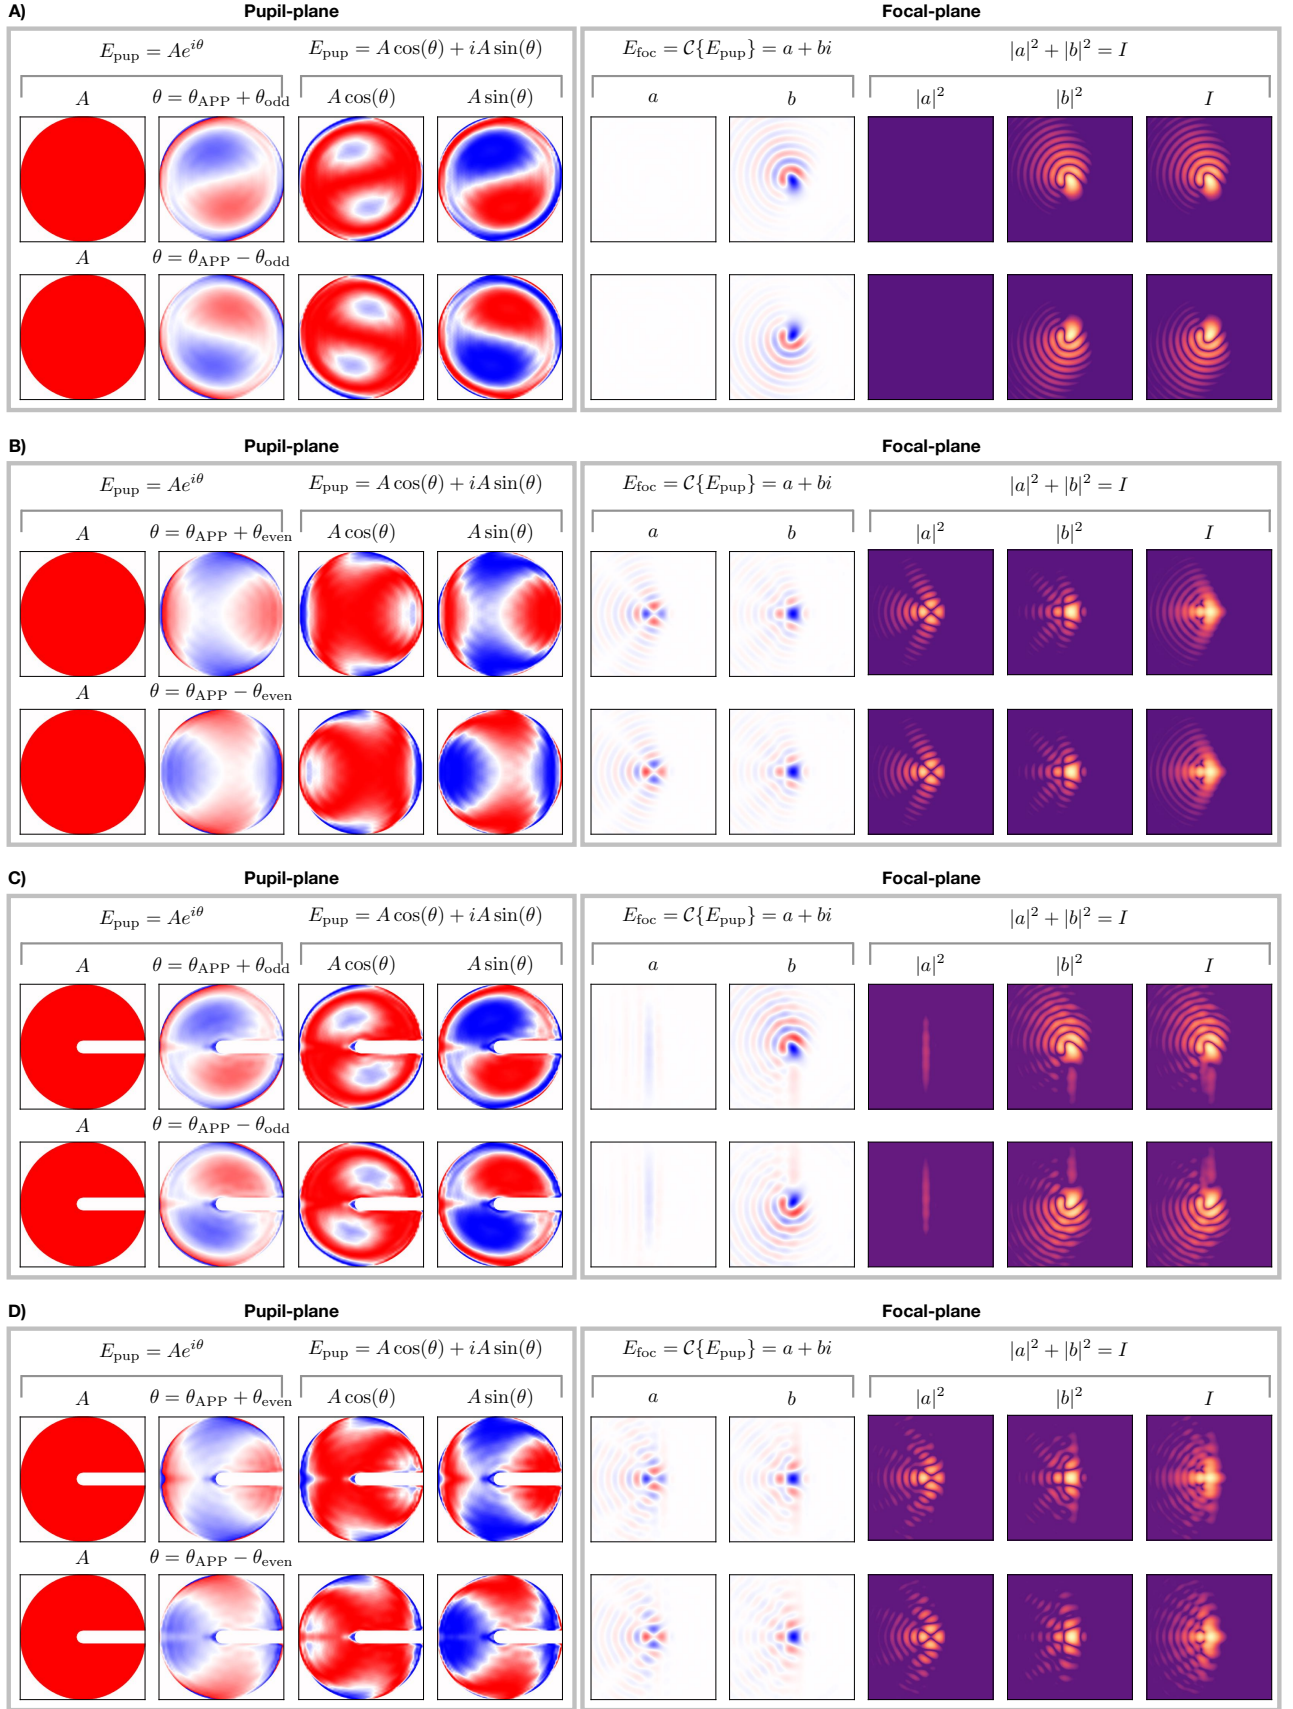 A) Pupil-plane Focal-plane
E_pup = Ae^{iθ} E_pup = A cos(θ) + iA sin(θ) E_foc = 𝒞{E_pup} = a + bi |a|² + |b|² = I
A θ = θ_APP + θ_odd A cos(θ) A sin(θ) a b |a|² |b|² I
A θ = θ_APP − θ_odd
B) Pupil-plane Focal-plane
E_pup = Ae^{iθ} E_pup = A cos(θ) + iA sin(θ) E_foc = 𝒞{E_pup} = a + bi |a|² + |b|² = I
A θ = θ_APP + θ_even A cos(θ) A sin(θ) a b |a|² |b|² I
A θ = θ_APP − θ_even
C) Pupil-plane Focal-plane
E_pup = Ae^{iθ} E_pup = A cos(θ) + iA sin(θ) E_foc = 𝒞{E_pup} = a + bi |a|² + |b|² = I
A θ = θ_APP + θ_odd A cos(θ) A sin(θ) a b |a|² |b|² I
A θ = θ_APP − θ_odd
D) Pupil-plane Focal-plane
E_pup = Ae^{iθ} E_pup = A cos(θ) + iA sin(θ) E_foc = 𝒞{E_pup} = a + bi |a|² + |b|² = I
A θ = θ_APP + θ_even A cos(θ) A sin(θ) a b |a|² |b|² I
A θ = θ_APP − θ_even